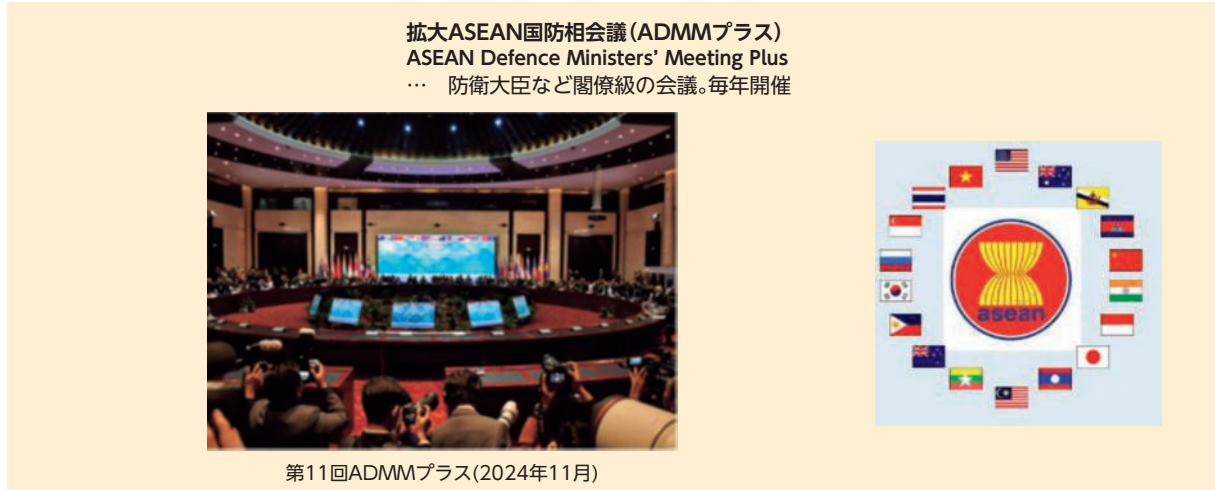 拡大ASEAN国防相会議(ADMMプラス)
ASEAN Defence Ministers' Meeting Plus
…　防衛大臣など閣僚級の会議。毎年開催
asean
第11回ADMMプラス(2024年11月)